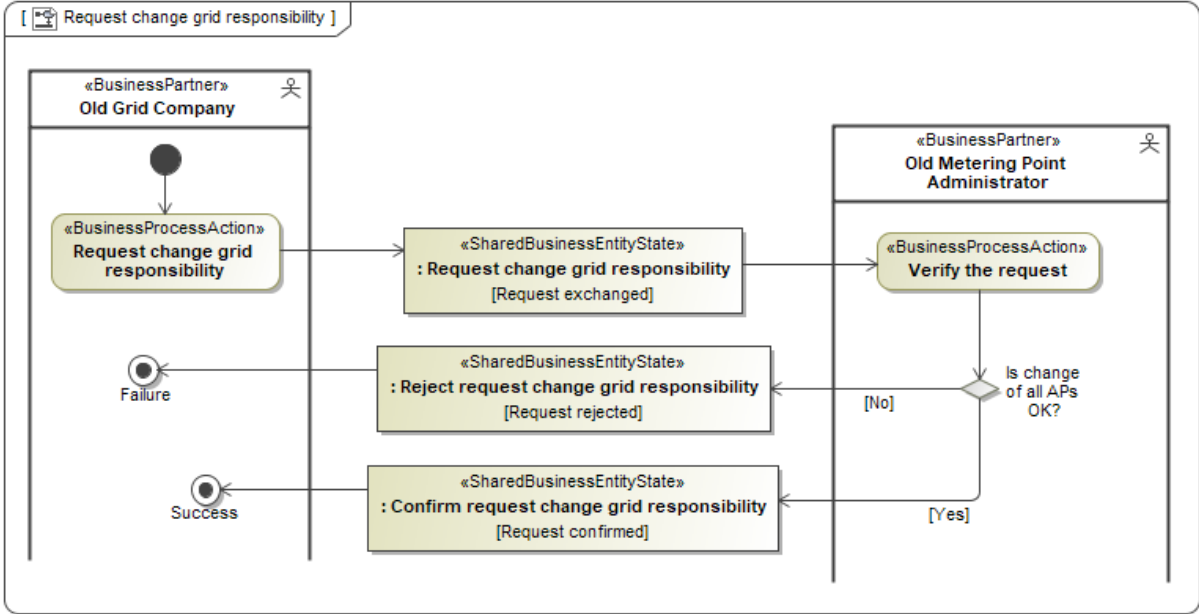 [ Request change grid responsibility ]
«BusinessPartner»
Old Grid Company
«BusinessPartner»
Old Metering Point
Administrator
«BusinessProcessAction»
Request change grid
responsibility
«SharedBusinessEntityState»
: Request change grid responsibility
[Request exchanged]
«BusinessProcessAction»
Verify the request
Failure
«SharedBusinessEntityState»
: Reject request change grid responsibility
[Request rejected]
[No]
Is change
of all APs
OK?
Success
«SharedBusinessEntityState»
: Confirm request change grid responsibility
[Request confirmed]
[Yes]